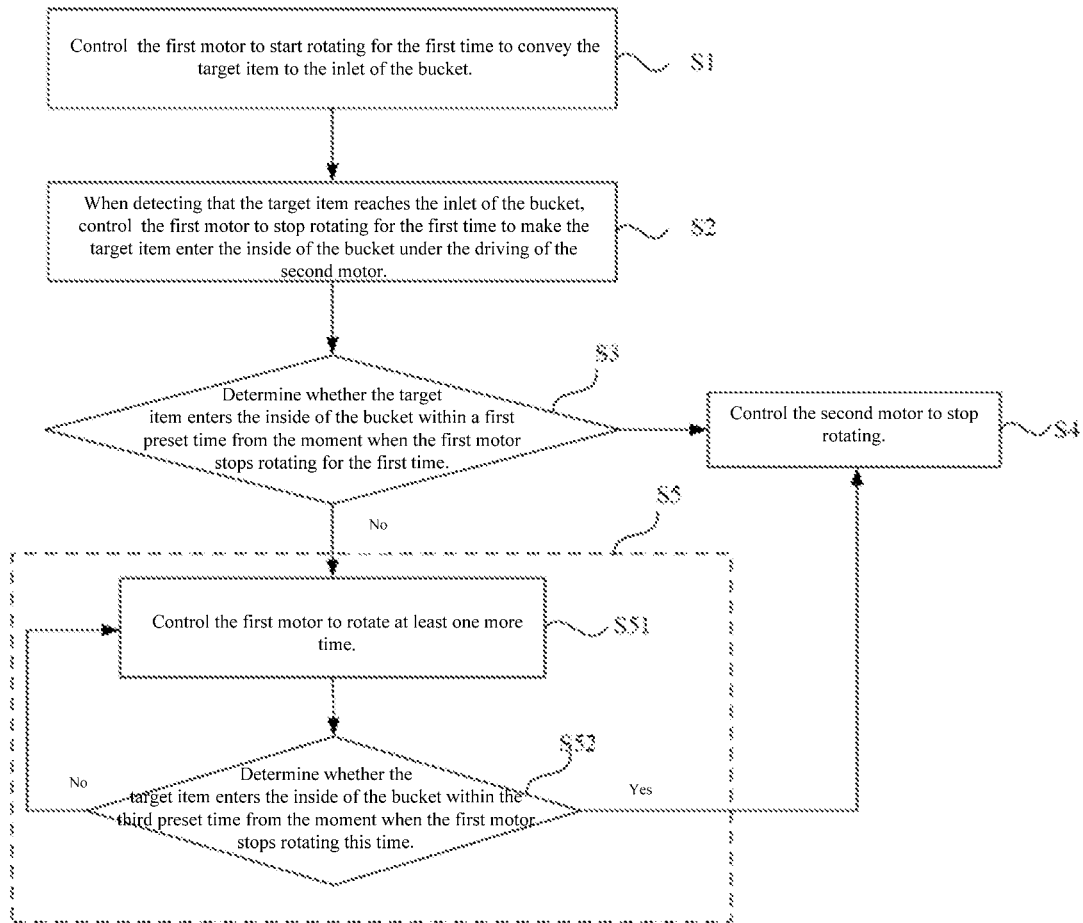 Control the first motor to start rotating for the first time to convey the
target item to the inlet of the bucket.
S1
When detecting that the target item reaches the inlet of the bucket,
control the first motor to stop rotating for the first time to make the
target item enter the inside of the bucket under the driving of the
second motor.
S2
S3
Determine whether the target
item enters the inside of the bucket within a first
preset time from the moment when the first motor
stops rotating for the first time.
Control the second motor to stop
rotating.
S4
No
S5
Control the first motor to rotate at least one more
time.
S51
S52
No
Determine whether the
target item enters the inside of the bucket within the
third preset time from the moment when the first motor
stops rotating this time.
Yes